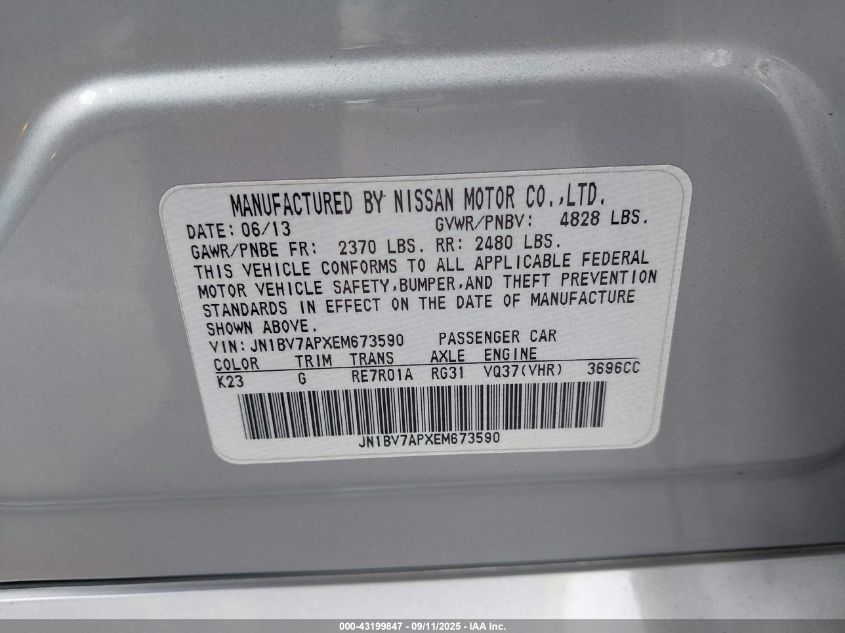 MANUFACTURED BY NISSAN MOTOR CO.,LTD.
DATE: 06/13 GVWR/PNBV: 4828 LBS.
GAWR/PNBE FR: 2370 LBS. RR: 2480 LBS.
THIS VEHICLE CONFORMS TO ALL APPLICABLE FEDERAL
MOTOR VEHICLE SAFETY,BUMPER,AND THEFT PREVENTION
STANDARDS IN EFFECT ON THE DATE OF MANUFACTURE
SHOWN ABOVE.
VIN: JN1BV7APXEM673590 PASSENGER CAR
COLOR TRIM TRANS AXLE ENGINE
K23 G RE7R01A RG31 VQ37(VHR) 3696CC
JN1BV7APXEM673590
000-43199847 - 09/11/2025 - IAA Inc.